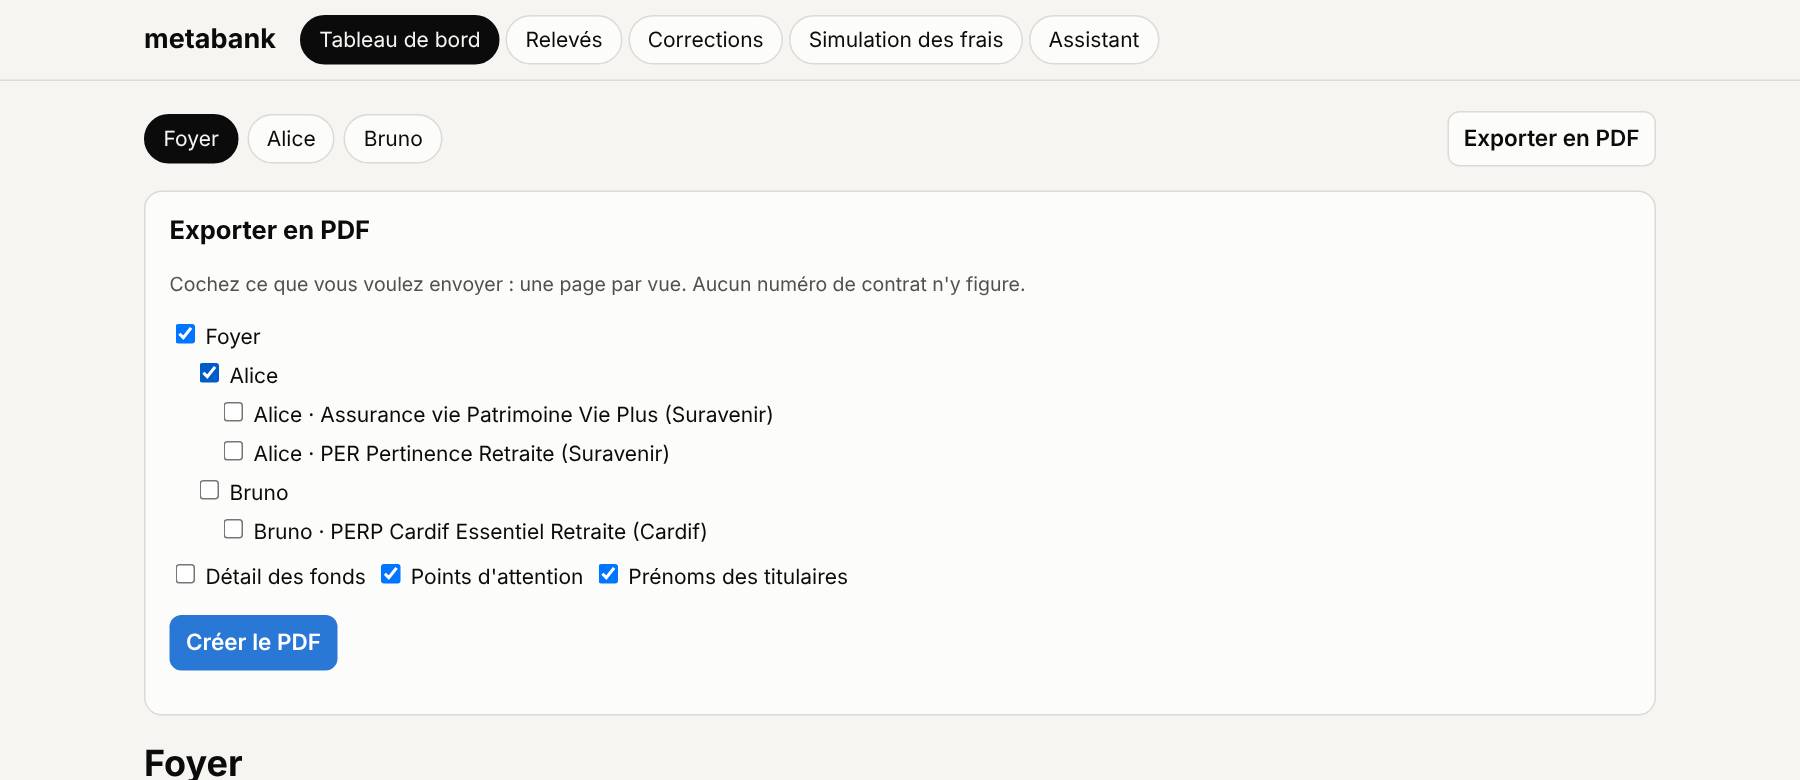 metabank Tableau de bord Relevés Corrections Simulation des frais Assistant
Foyer Alice Bruno Exporter en PDF
Exporter en PDF
Cochez ce que vous voulez envoyer : une page par vue. Aucun numéro de contrat n'y figure.
Foyer
Alice
Alice · Assurance vie Patrimoine Vie Plus (Suravenir)
Alice · PER Pertinence Retraite (Suravenir)
Bruno
Bruno · PERP Cardif Essentiel Retraite (Cardif)
Détail des fonds Points d'attention Prénoms des titulaires
Créer le PDF
Foyer